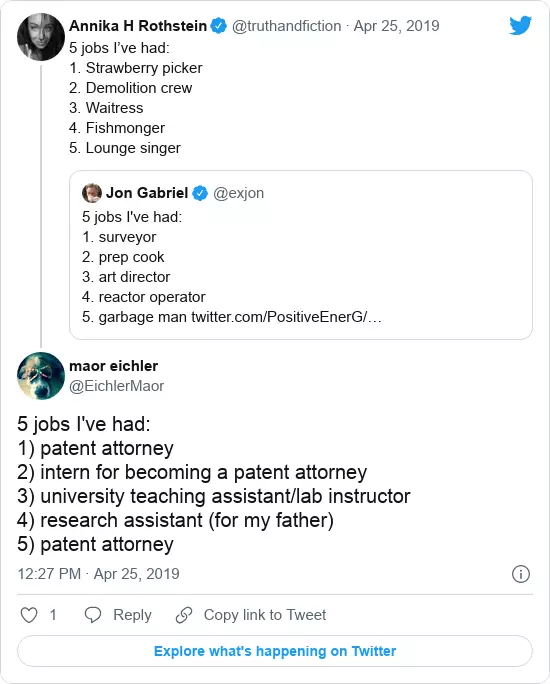 Annika H Rothstein @truthandfiction · Apr 25, 2019
5 jobs I’ve had:
1. Strawberry picker
2. Demolition crew
3. Waitress
4. Fishmonger
5. Lounge singer
Jon Gabriel @exjon
5 jobs I've had:
1. surveyor
2. prep cook
3. art director
4. reactor operator
5. garbage man twitter.com/PositiveEnerG/…
maor eichler
@EichlerMaor
5 jobs I've had:
1) patent attorney
2) intern for becoming a patent attorney
3) university teaching assistant/lab instructor
4) research assistant (for my father)
5) patent attorney
12:27 PM · Apr 25, 2019
1 Reply Copy link to Tweet
Explore what's happening on Twitter